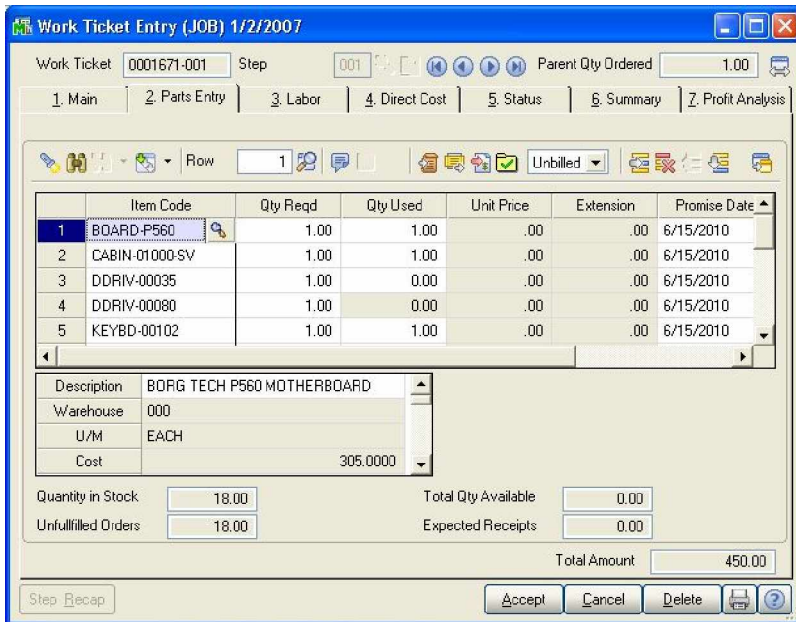 Work Ticket Entry (JOB) 1/2/2007
Work Ticket 0001671-001 Step 001 Parent Qty Ordered 1.00
1. Main 2. Parts Entry 3. Labor 4. Direct Cost 5. Status 6. Summary 7. Profit Analysis
Row 1 Unbilled
Item Code Qty Reqd Qty Used Unit Price Extension Promise Date
1 BOARD-P560 1.00 1.00 .00 .00 6/15/2010
2 CABIN-01000-SV 1.00 1.00 .00 .00 6/15/2010
3 DDRIV-00035 1.00 0.00 .00 .00 6/15/2010
4 DDRIV-00080 1.00 0.00 .00 .00 6/15/2010
5 KEYBD-00102 1.00 1.00 .00 .00 6/15/2010
Description BORG TECH P560 MOTHERBOARD
Warehouse 000
U/M EACH
Cost 305.0000
Quantity in Stock 18.00 Total Qty Available 0.00
Unfullfilled Orders 18.00 Expected Receipts 0.00
Total Amount 450.00
Step Recap Accept Cancel Delete ?